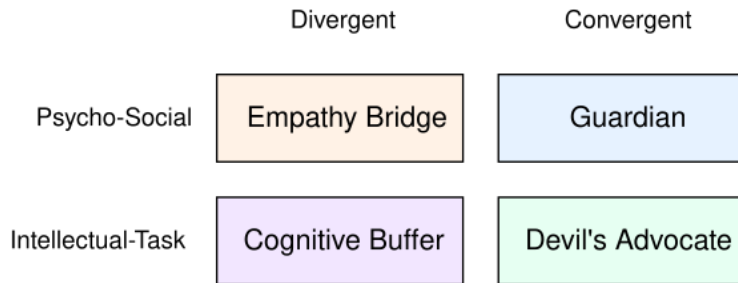 Divergent Convergent
Psycho-Social Empathy Bridge Guardian
Intellectual-Task Cognitive Buffer Devil's Advocate